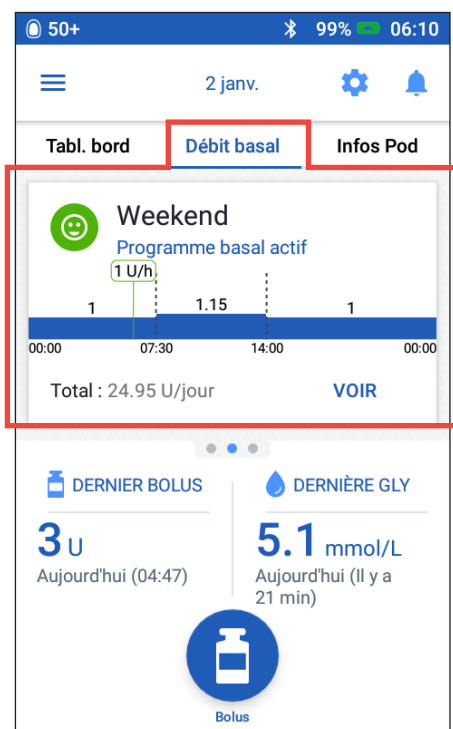 50+ 99% 06:10
2 janv.
Tabl. bord Débit basal Infos Pod
Weekend
Programme basal actif
1 U/h
1 1.15 1
00:00 07:30 14:00 00:00
Total : 24.95 U/jour VOIR
DERNIER BOLUS DERNIÈRE GLY
3 U 5.1 mmol/L
Aujourd'hui (04:47) Aujourd'hui (Il y a
21 min)
Bolus